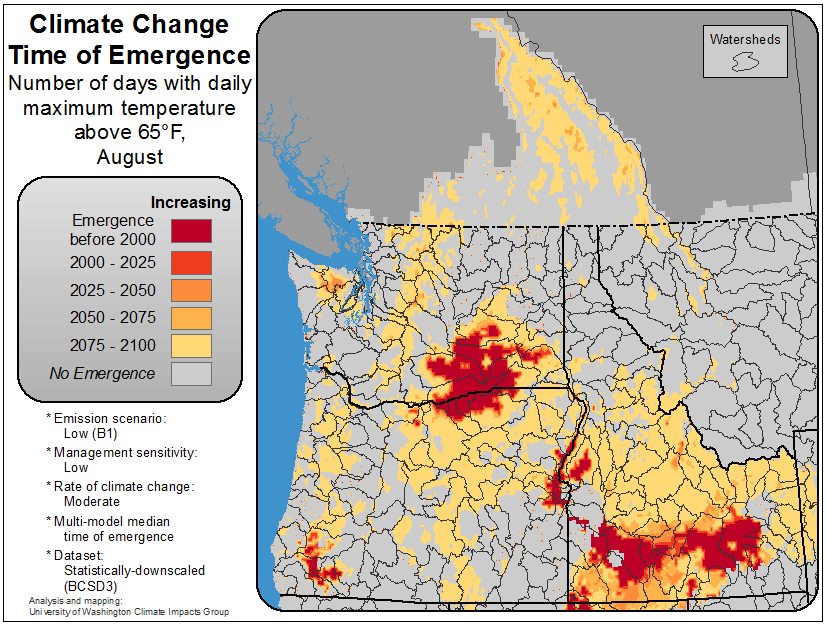 Climate Change
Time of Emergence
Number of days with daily
maximum temperature
above 65°F,
August
Increasing
Emergence
before 2000
2000 - 2025
2025 - 2050
2050 - 2075
2075 - 2100
No Emergence
* Emission scenario:
Low (B1)
* Management sensitivity:
Low
* Rate of climate change:
Moderate
* Multi-model median
time of emergence
* Dataset:
Statistically-downscaled
(BCSD3)
Analysis and mapping:
University of Washington Climate Impacts Group
Watersheds